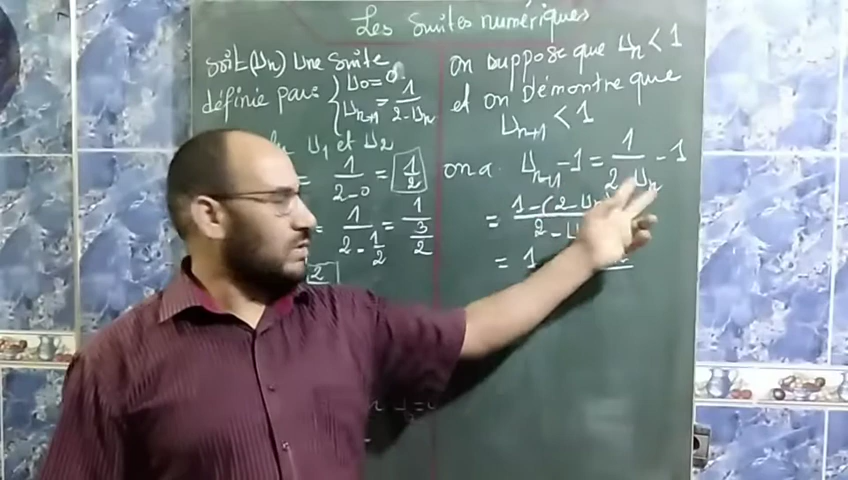 Les Suites numériques
Soit (Un) Une Suite
définie par : { U0 = 0
Un+1 = 1/(2-Un)
U1 et U2
= 1/(2-0) = 1/2
= 1/(2-1/2) = 1/(3/2)
2
on suppose que Un < 1
et on Démontre que
Un+1 < 1
on a . Un+1 - 1 = 1/(2-Un) - 1
= 1-(2-U
2-U
= 1